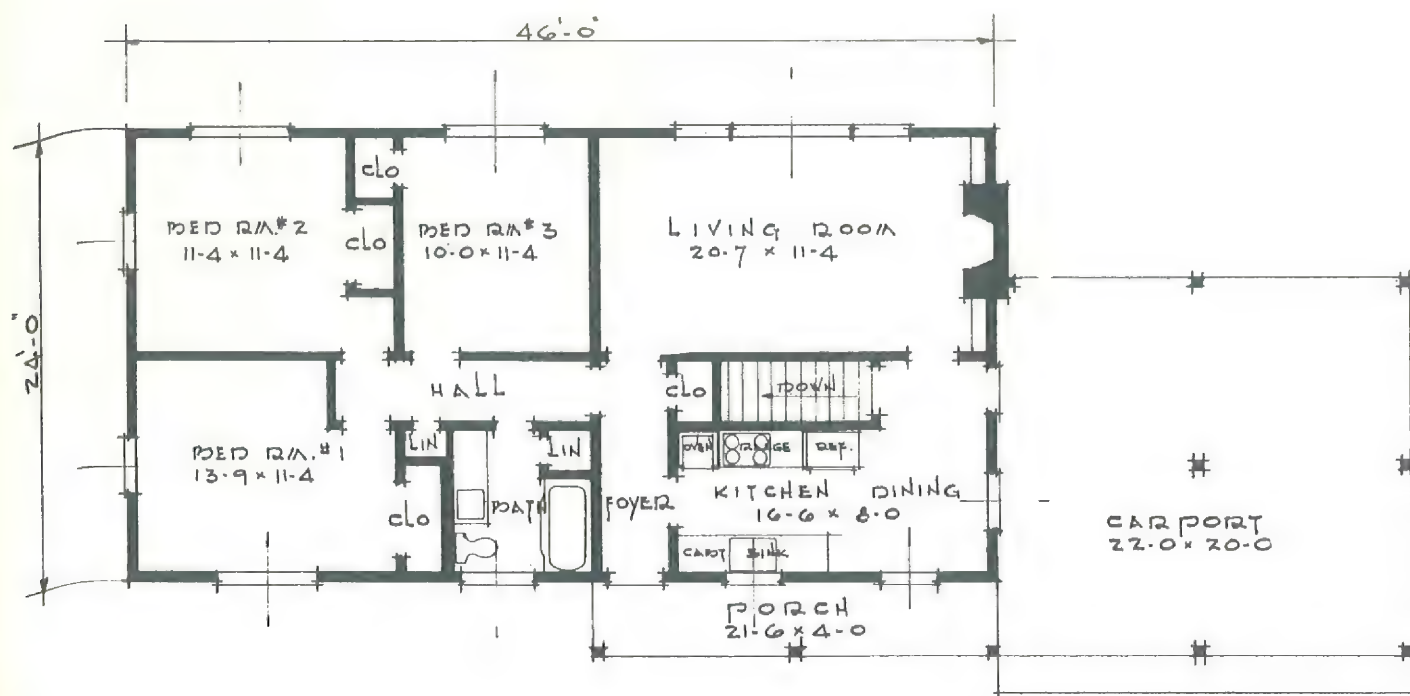 46'-0"
24'-0"
BED RM #2
11-4 x 11-4
CLO
CLO
BED RM #3
10-0 x 11-4
LIVING ROOM
20-7 x 11-4
HALL
CLO
DOWN
BED RM. #1
13-9 x 11-4
LIN
LIN
CLO
BATH
FOYER
OVEN
RANGE
REF.
KITCHEN DINING
16-6 x 8-0
CAB'T
SINK
PORCH
21-6 x 4-0
CAR PORT
22-0 x 20-0